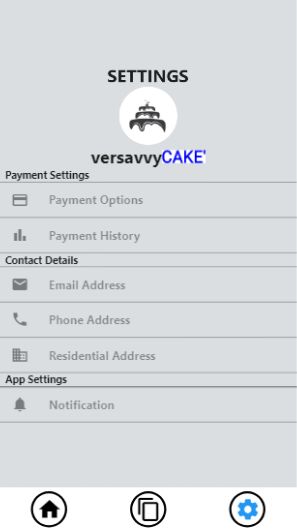 SETTINGS
versavvyCAKE'
Payment Settings
Payment Options
Payment History
Contact Details
Email Address
Phone Address
Residential Address
App Settings
Notification